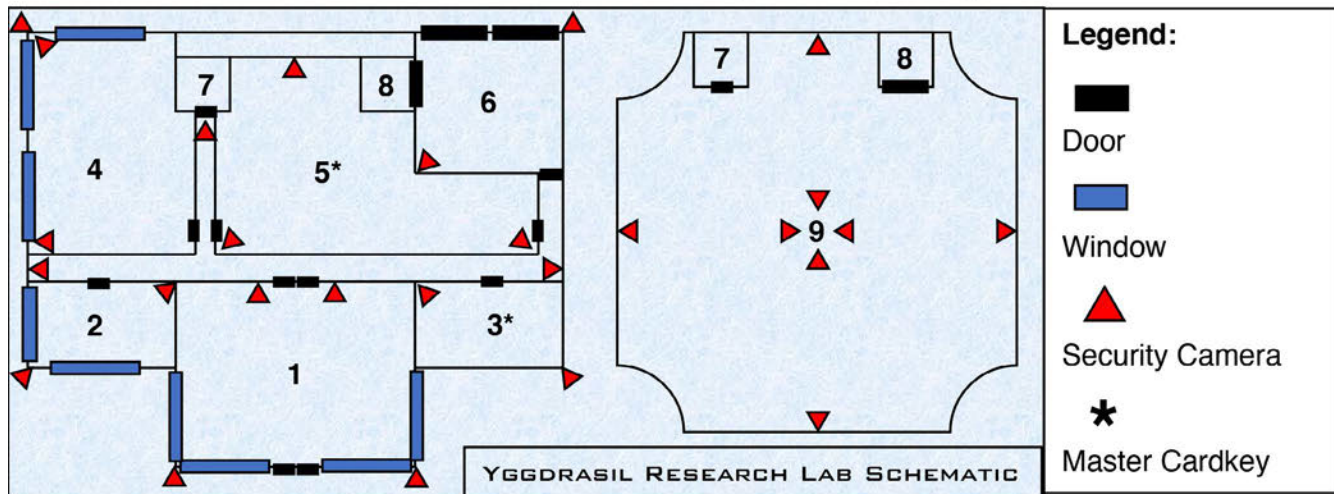 7
8
6
4
5*
2
3*
1
7
8
9
YGGDRASIL RESEARCH LAB SCHEMATIC
Legend:
Door
Window
Security Camera
*
Master Cardkey